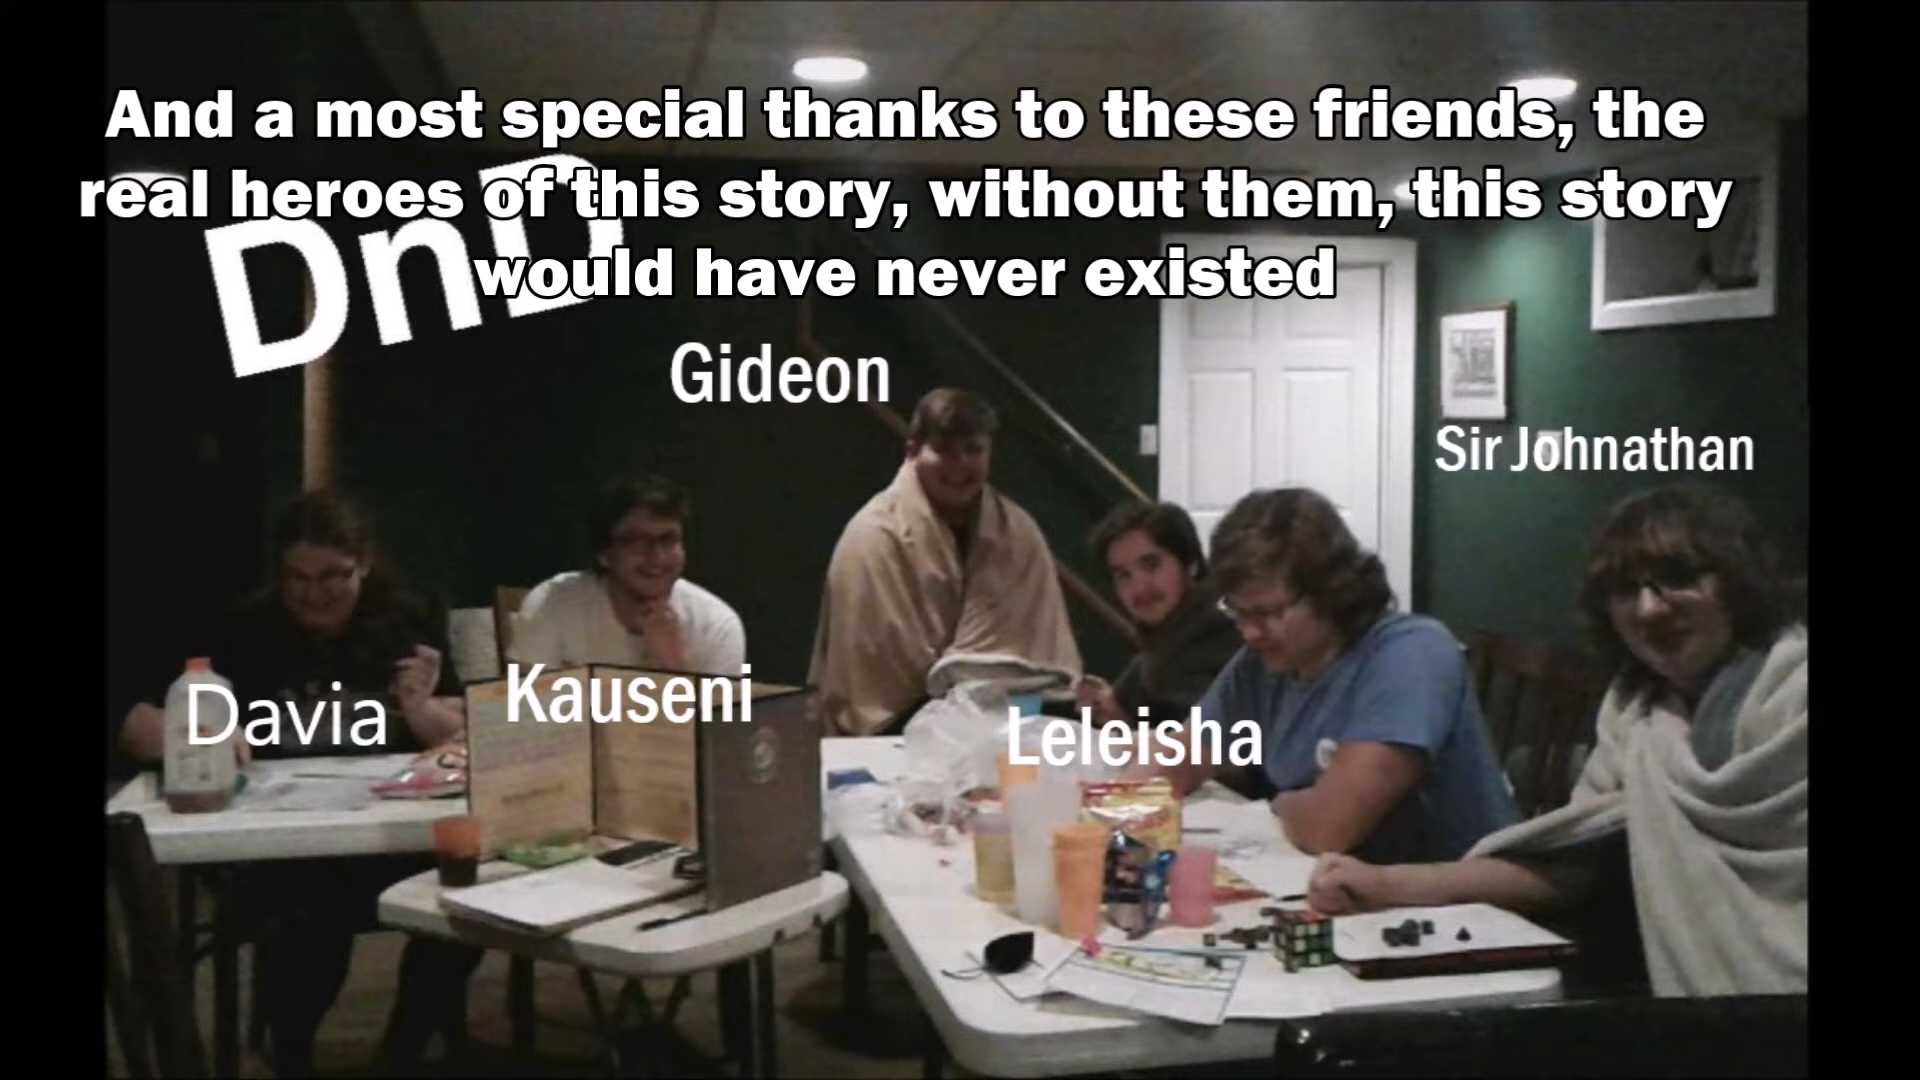 And a most special thanks to these friends, the
real heroes of this story, without them, this story
would have never existed
DnD
Gideon
Sir Johnathan
Kauseni
Davia
Leleisha